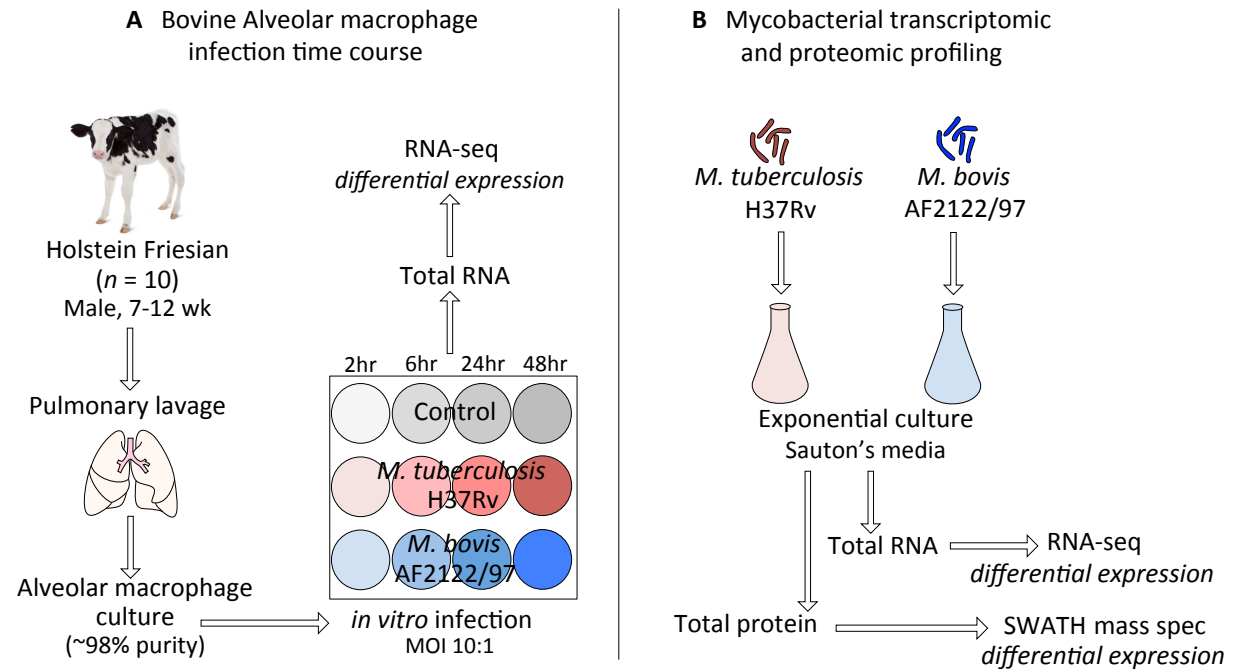 A Bovine Alveolar macrophage
infection time course
Holstein Friesian
(n = 10)
Male, 7-12 wk
Pulmonary lavage
Alveolar macrophage
culture
(~98% purity)
RNA-seq
differential expression
Total RNA
2hr 6hr 24hr 48hr
Control
M. tuberculosis
H37Rv
M. bovis
AF2122/97
in vitro infection
MOI 10:1
B Mycobacterial transcriptomic
and proteomic profiling
M. tuberculosis
H37Rv
M. bovis
AF2122/97
Exponential culture
Sauton’s media
Total RNA
RNA-seq
differential expression
Total protein
SWATH mass spec
differential expression